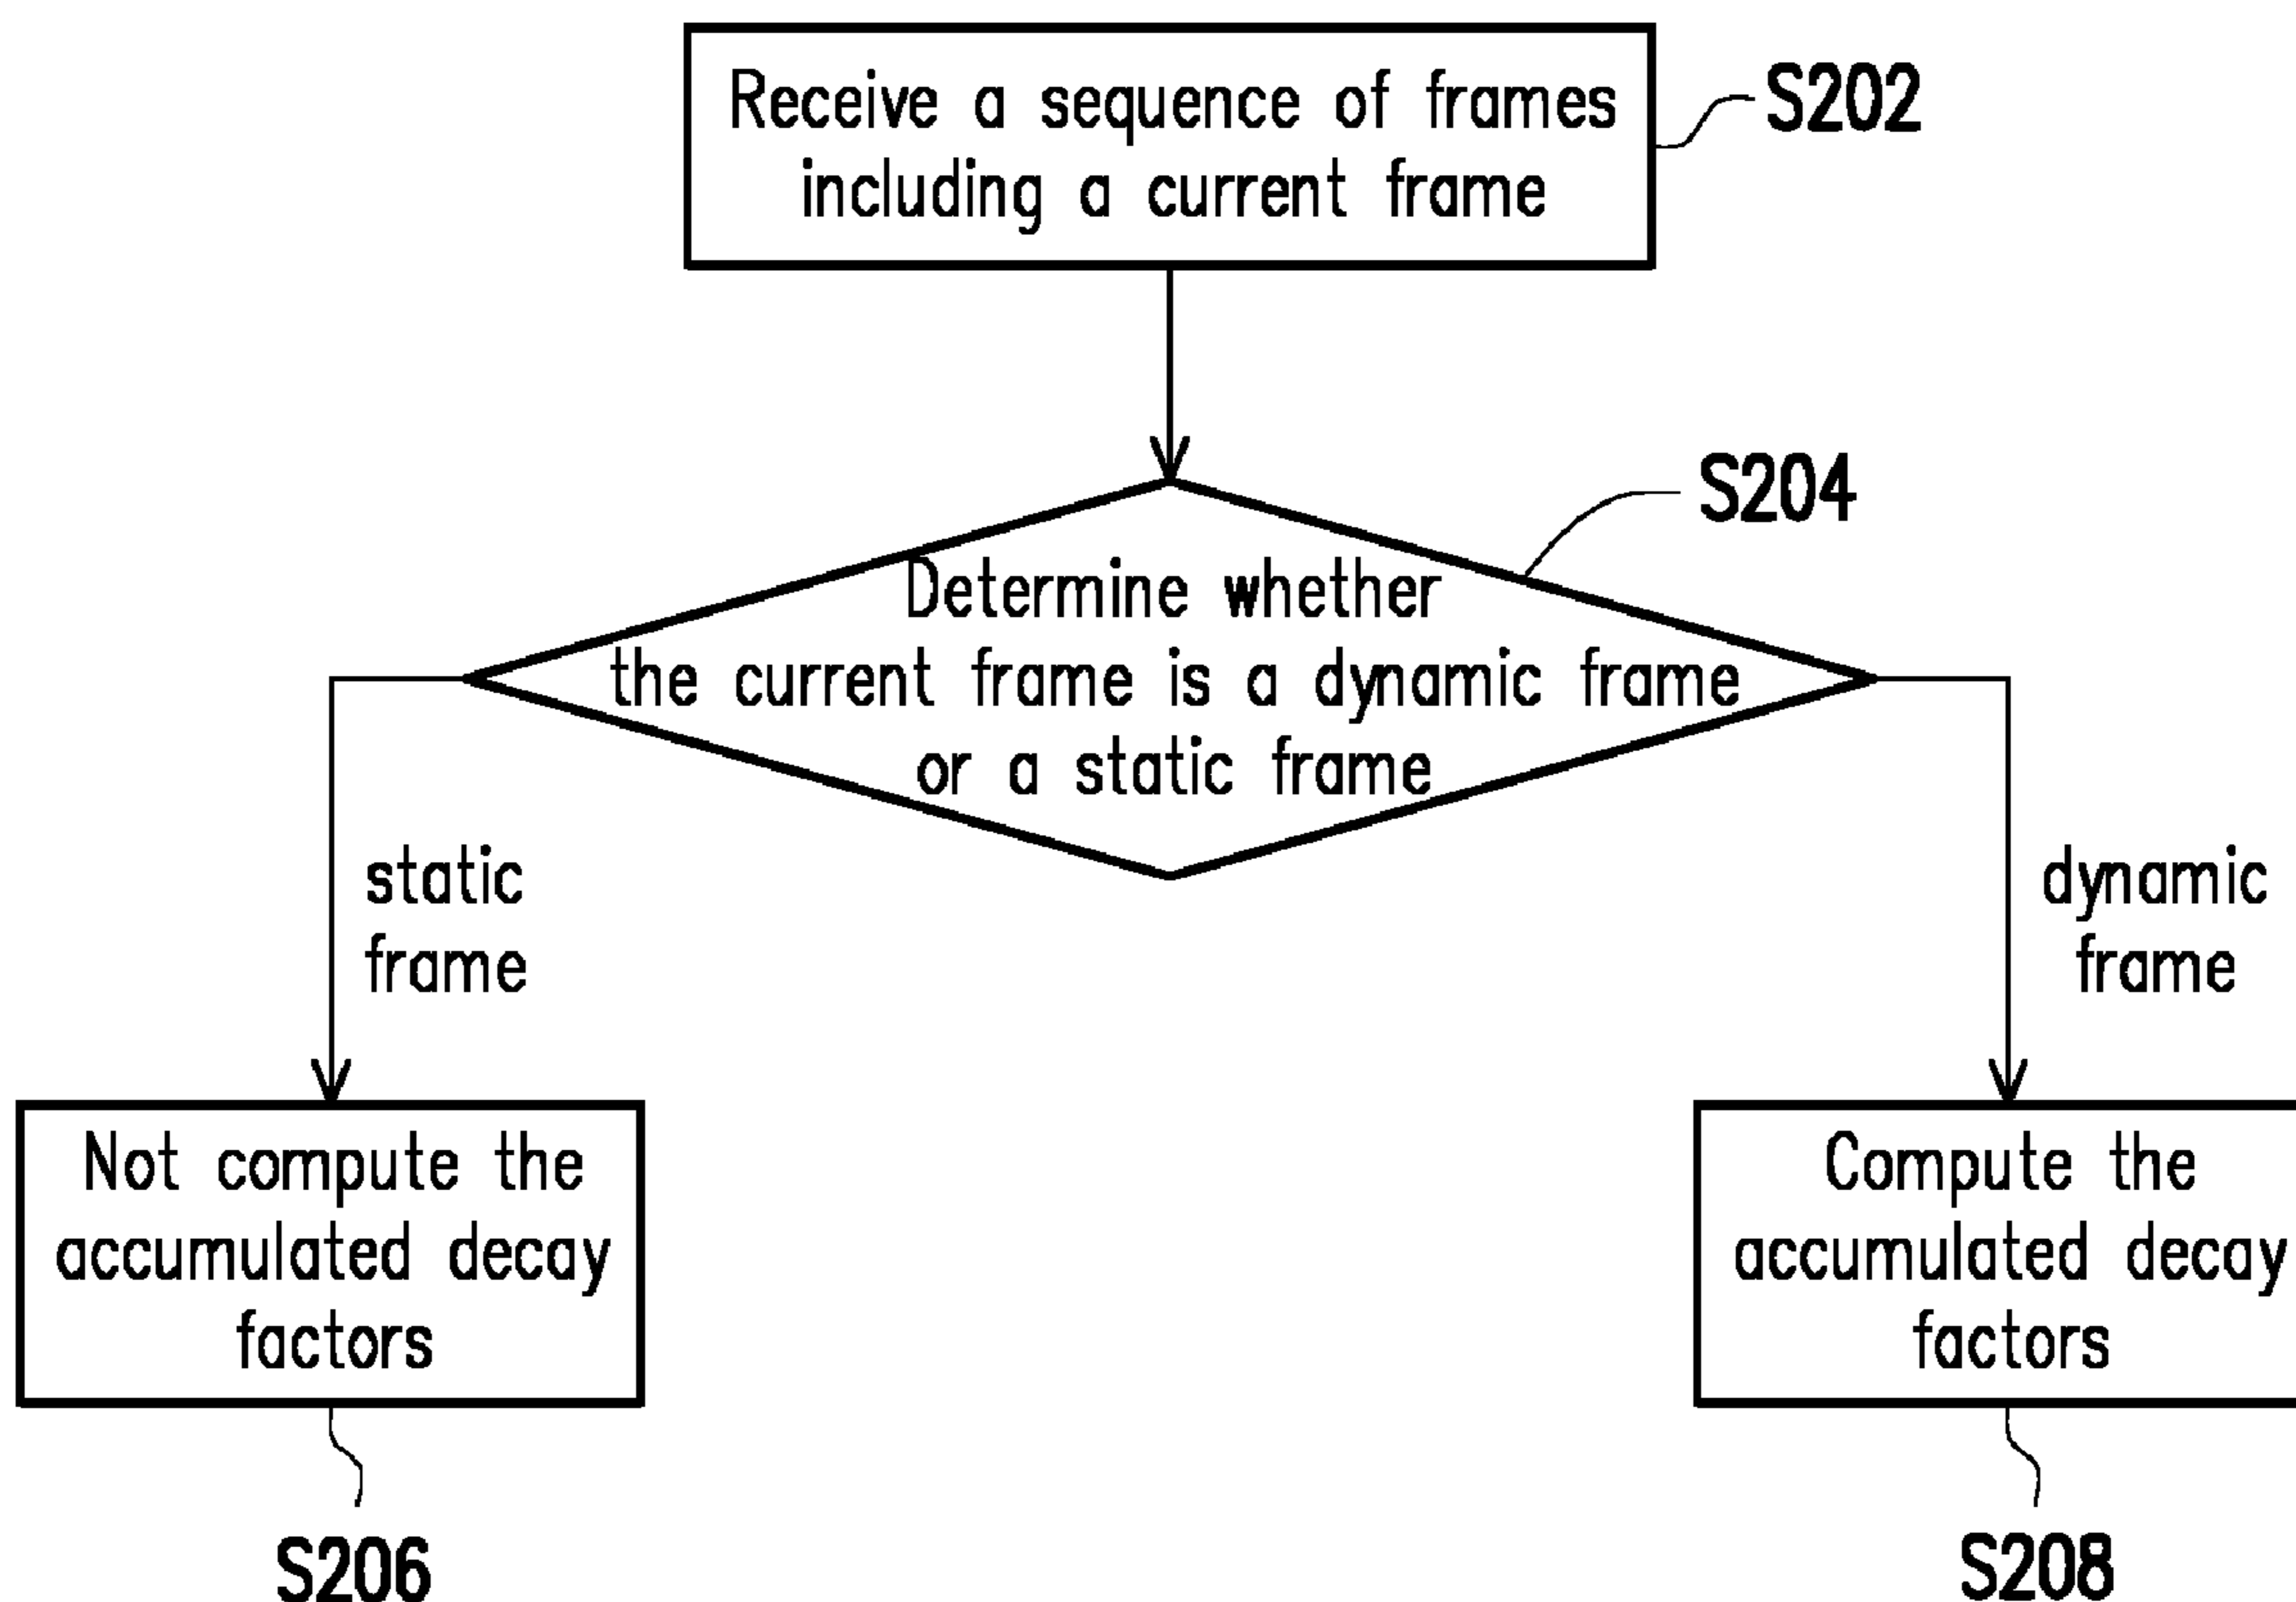 Receive a sequence of frames
including a current frame
S202
S204
Determine whether
the current frame is a dynamic frame
or a static frame
static
frame
dynamic
frame
Not compute the
accumulated decay
factors
S206
Compute the
accumulated decay
factors
S208